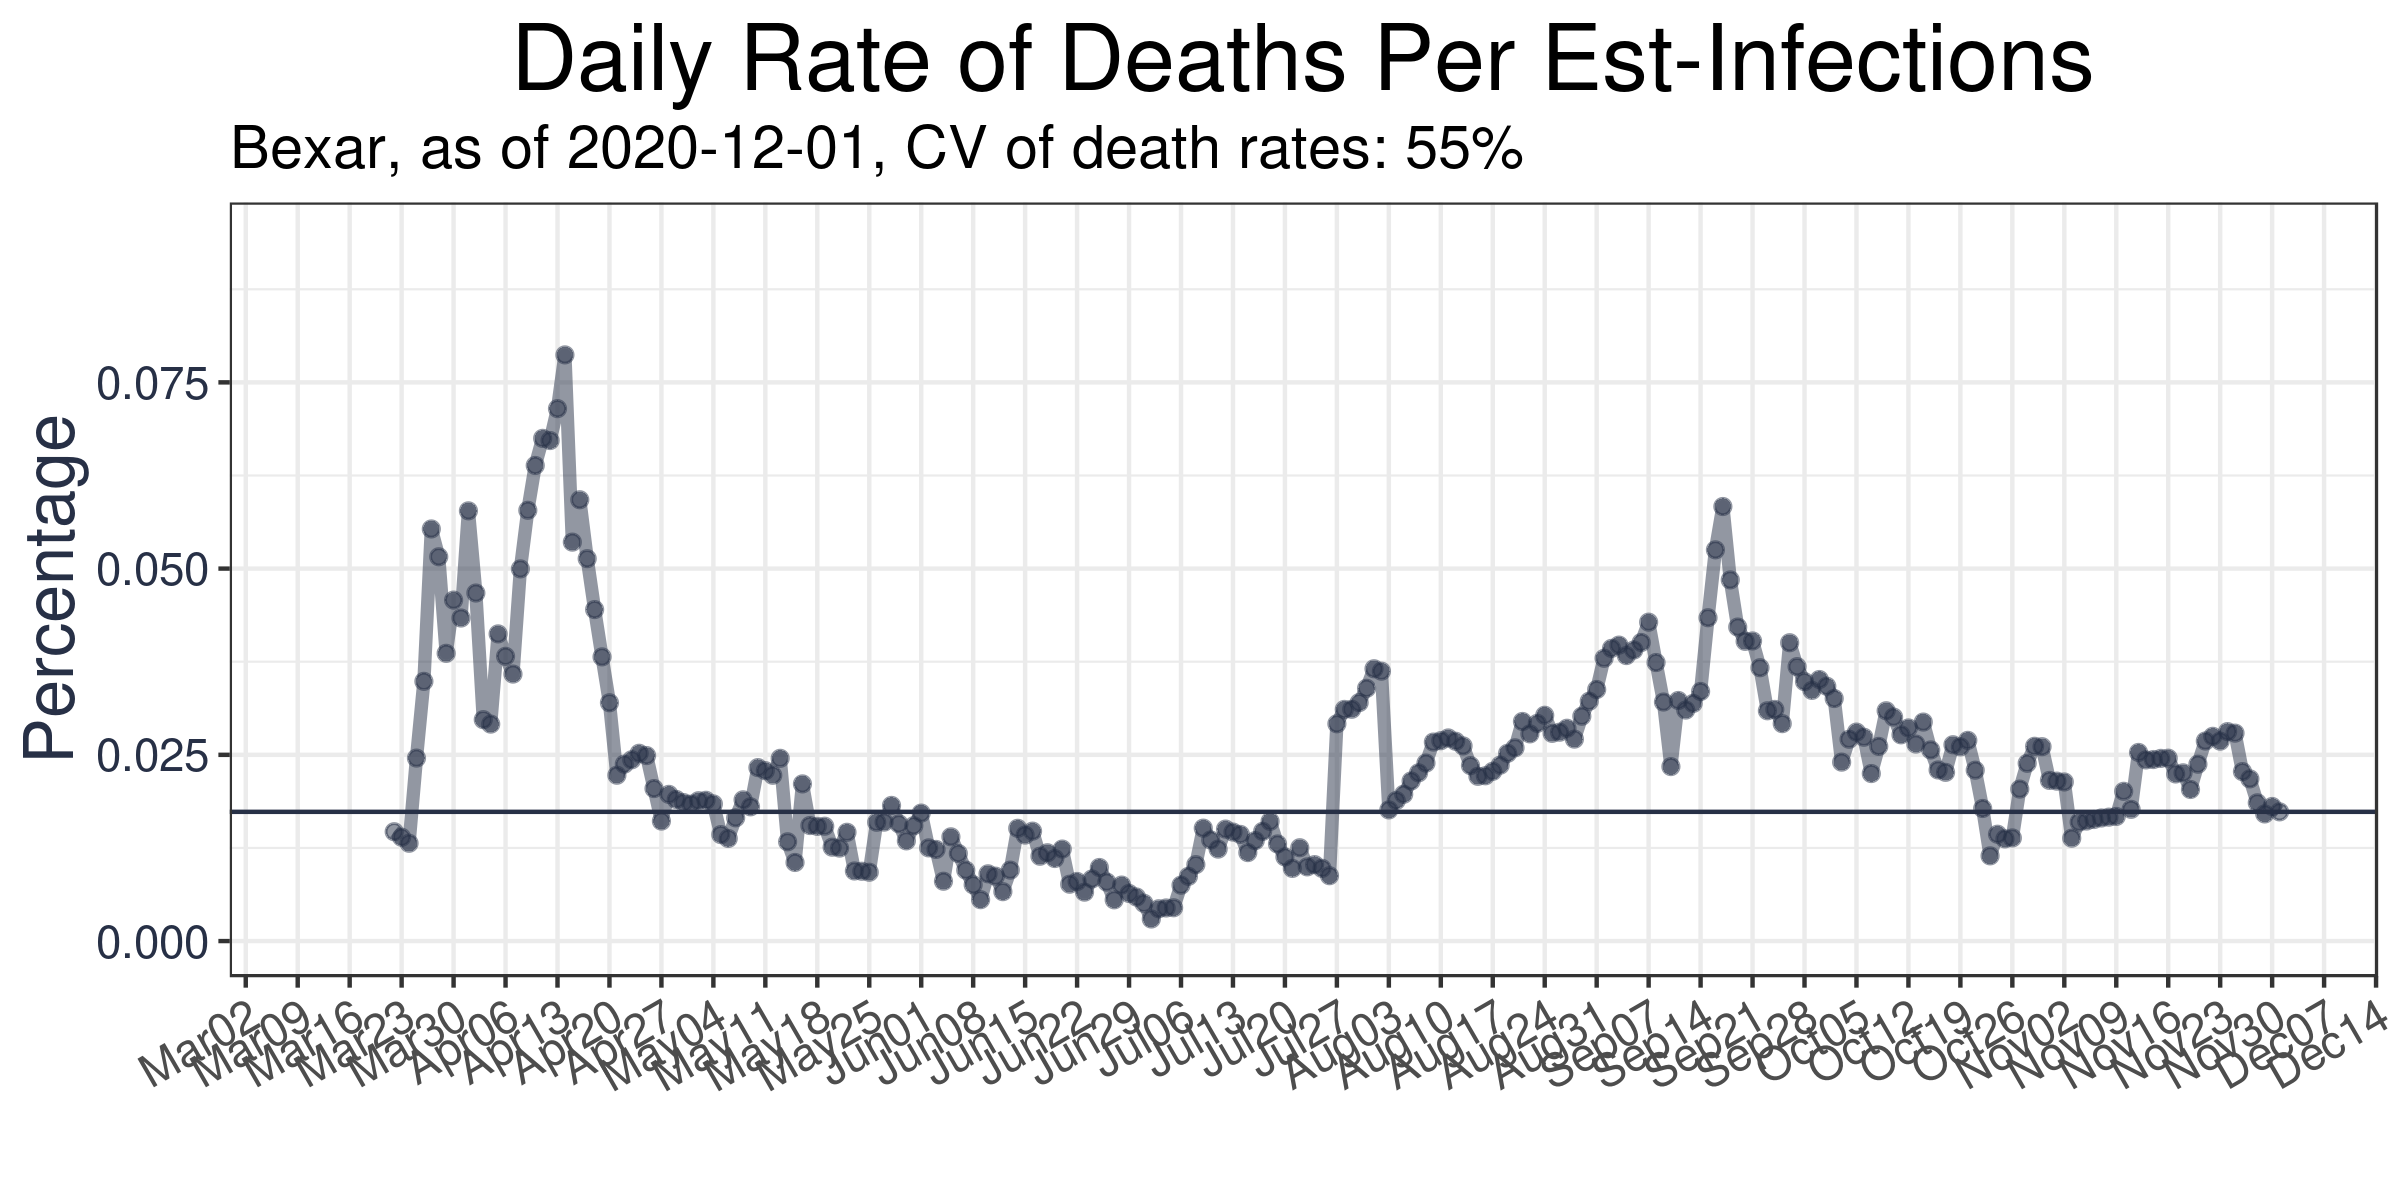 Daily Rate of Deaths Per Est-Infections
Bexar, as of 2020-12-01, CV of death rates: 55%
Percentage
0.075
0.050
0.025
0.000
Mar02
Mar09
Mar16
Mar23
Mar30
Apr06
Apr13
Apr20
Apr27
May04
May11
May18
May25
Jun01
Jun08
Jun15
Jun22
Jun29
Jul06
Jul13
Jul20
Jul27
Aug03
Aug10
Aug17
Aug24
Aug31
Sep07
Sep14
Sep21
Sep28
Oct05
Oct12
Oct19
Oct26
Nov02
Nov09
Nov16
Nov23
Nov30
Dec07
Dec14